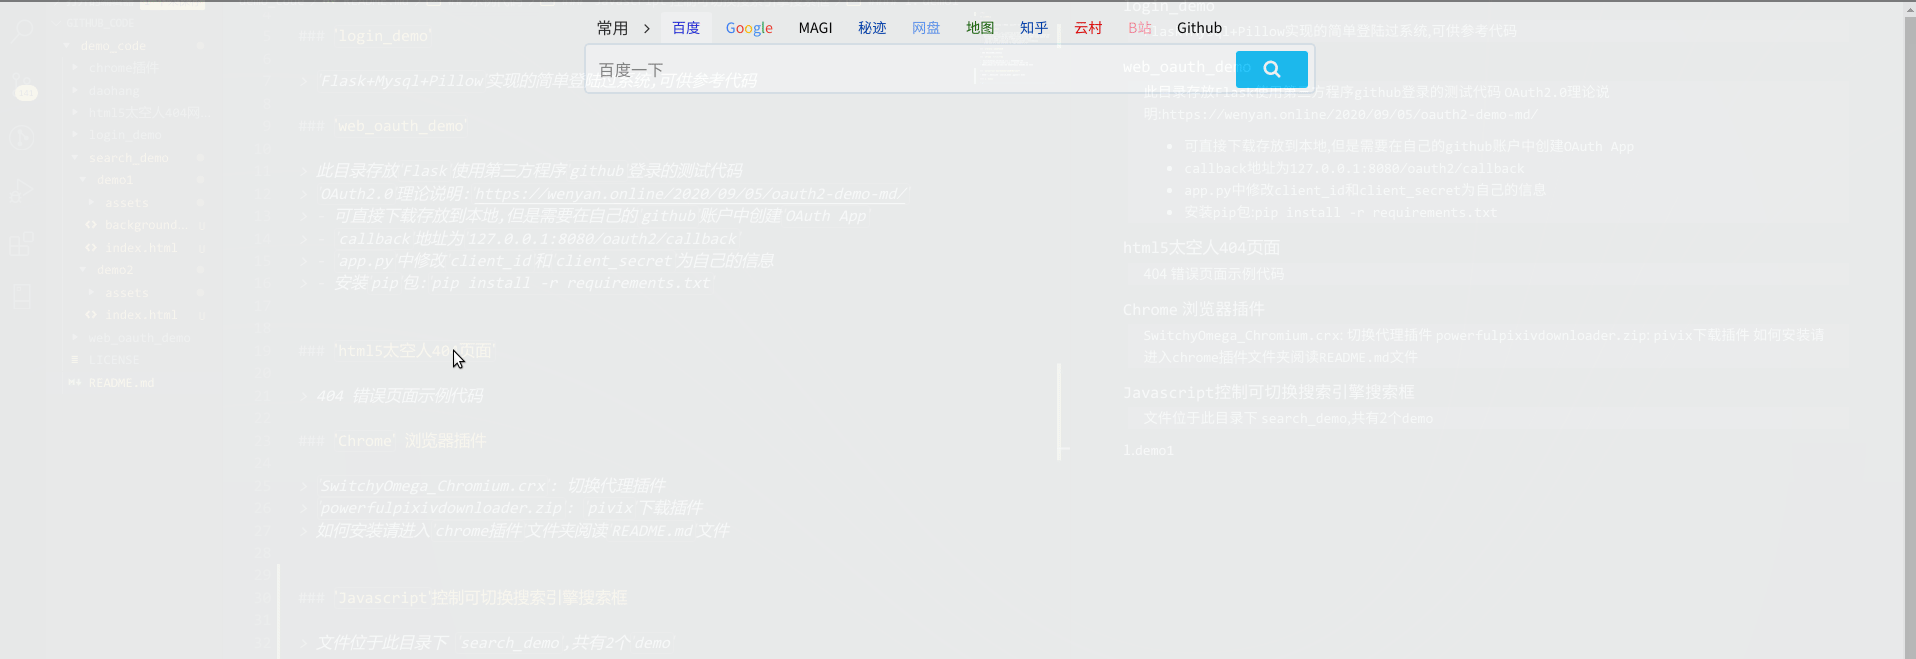 常用 > 百度 Google MAGI 秘迹 网盘 地图 知乎 云村 B站 Github
百度一下
demo_code
chrome插件
daohang
html5太空人404页
login_demo
search_demo
demo1
assets
background.
index.html
demo2
assets
index.html
web_oauth_demo
LICENSE
README.md
### `login_demo`
> `Flask+Mysql+Pillow`实现的简单登陆过系统,可供参考代码
### `web_oauth_demo`
> 此目录存放`Flask`使用第三方程序`github`登录的测试代码
> `OAuth2.0`理论说明:`https://wenyan.online/2020/09/05/oauth2-demo-md/`
> - 可直接下载存放到本地,但是需要在自己的`github`账户中创建`OAuth App`
> - `callback`地址为`127.0.0.1:8080/oauth2/callback`
> - `app.py`中修改`client_id`和`client_secret`为自己的信息
> - 安装`pip`包:`pip install -r requirements.txt`
### `html5太空人404页面`
> 404 错误页面示例代码
### `Chrome` 浏览器插件
> `SwitchyOmega_Chromium.crx`: 切换代理插件
> `powerfulpixivdownloader.zip`: `pivix`下载插件
> 如何安装请进入`chrome插件`文件夹阅读`README.md`文件
### `Javascript`控制可切换搜索引擎搜索框
> 文件位于此目录下 `search_demo`,共有2个`demo`
login_demo
Flask+Mysql+Pillow实现的简单登陆过系统,可供参考代码
web_oauth_demo
此目录存放Flask使用第三方程序github登录的测试代码 OAuth2.0理论说
明:https://wenyan.online/2020/09/05/oauth2-demo-md/
• 可直接下载存放到本地,但是需要在自己的github账户中创建OAuth App
• callback地址为127.0.0.1:8080/oauth2/callback
• app.py中修改client_id和client_secret为自己的信息
• 安装pip包:pip install -r requirements.txt
html5太空人404页面
404 错误页面示例代码
Chrome 浏览器插件
SwitchyOmega_Chromium.crx: 切换代理插件 powerfulpixivdownloader.zip: pivix下载插件 如何安装请
进入chrome插件文件夹阅读README.md文件
Javascript控制可切换搜索引擎搜索框
文件位于此目录下 search_demo,共有2个demo
1.demo1